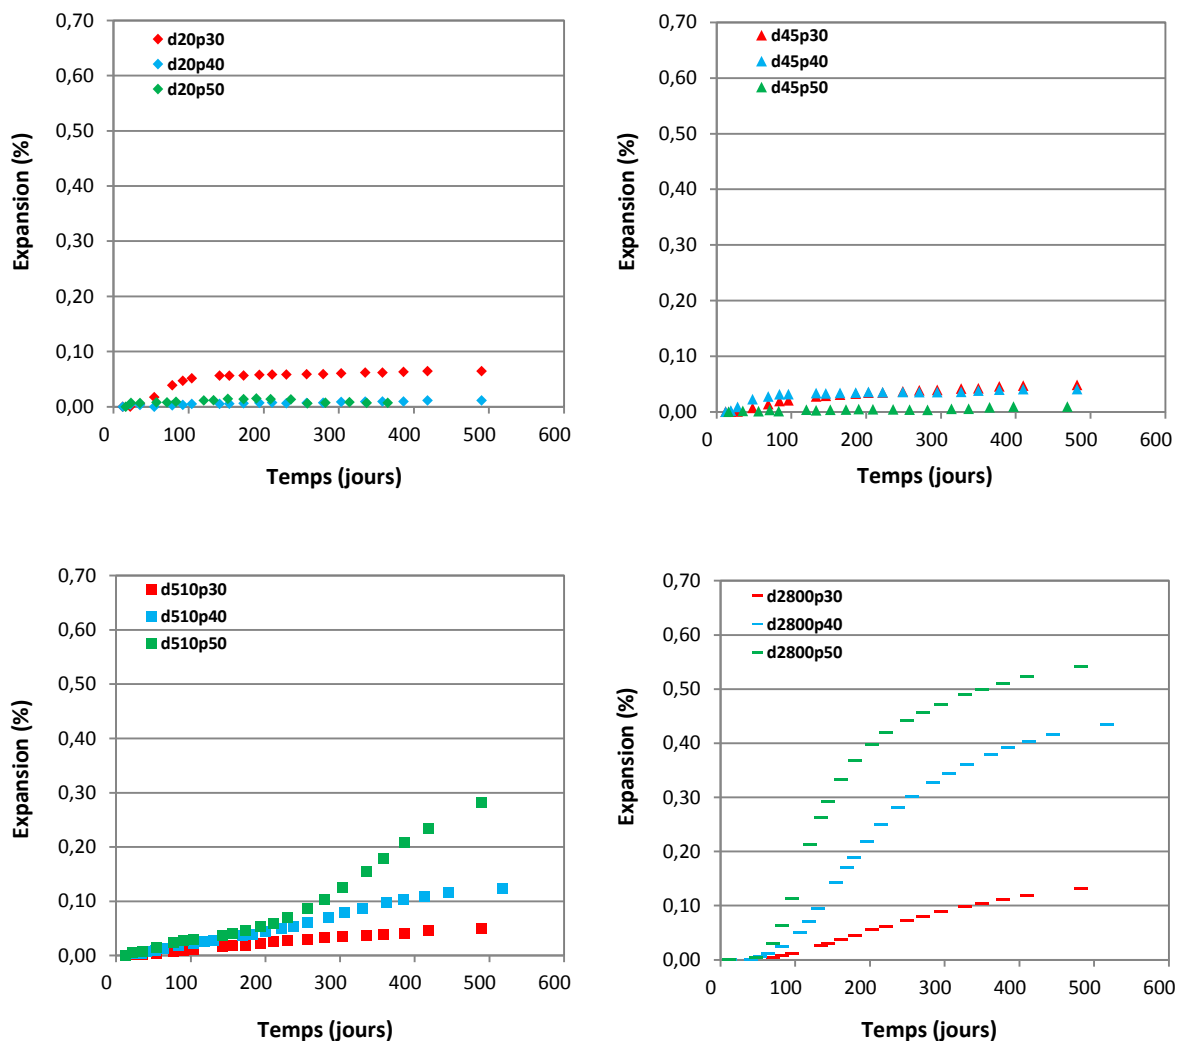 0,70
0,60
0,50
0,40
0,30
0,20
0,10
0,00
Expansion (%)
d20p30
d20p40
d20p50
0 100 200 300 400 500 600
Temps (jours)
0,70
0,60
0,50
0,40
0,30
0,20
0,10
0,00
Expansion (%)
d45p30
d45p40
d45p50
0 100 200 300 400 500 600
Temps (jours)
0,70
0,60
0,50
0,40
0,30
0,20
0,10
0,00
Expansion (%)
d510p30
d510p40
d510p50
0 100 200 300 400 500 600
Temps (jours)
0,70
0,60
0,50
0,40
0,30
0,20
0,10
0,00
Expansion (%)
d2800p30
d2800p40
d2800p50
0 100 200 300 400 500 600
Temps (jours)